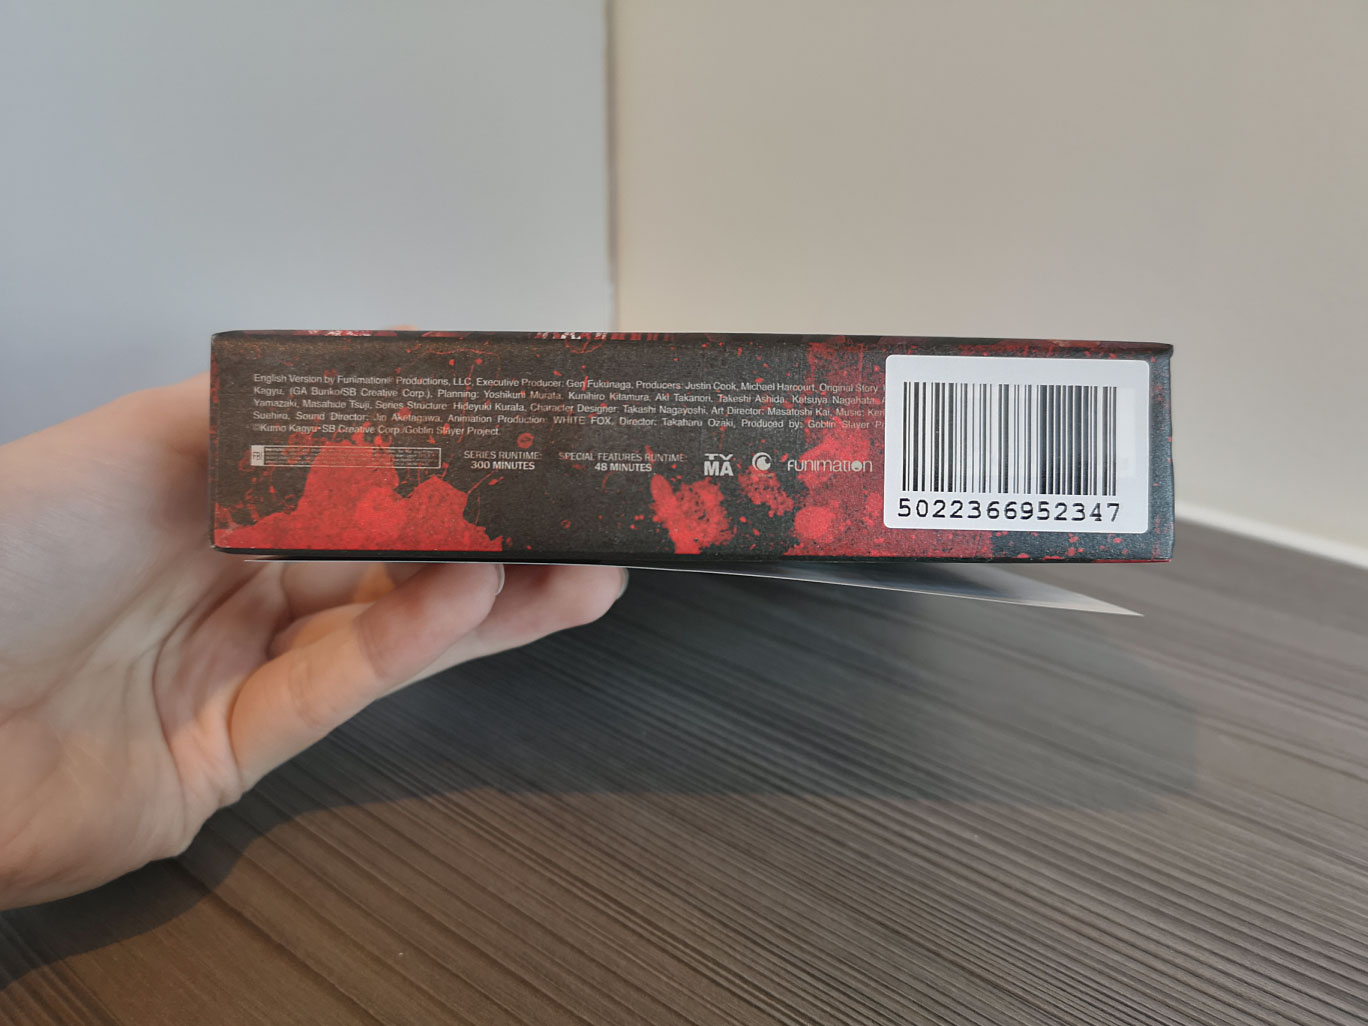 English Version by Funimation® Productions, LLC, Executive Producer: Gen Fukunaga, Producers: Justin Cook, Michael Harcourt, Original Story:
Kagyu, (GA Bunko/SB Creative Corp.), Planning: Yoshikuni Murata, Kunihiro Kitamura, Aki Takanori, Takeshi Ashida, Katsuya Nagahata, A
Yamazaki, Masahide Tsuji, Series Structure: Hideyuki Kurata, Character Designer: Takashi Nagayoshi, Art Director: Masatoshi Kai, Music: Ken
Suehiro, Sound Director: Jin Aketagawa, Animation Production: WHITE FOX, Director: Takaharu Ozaki, Produced by: Goblin Slayer Pr
©Kumo Kagyu·SB Creative Corp./Goblin Slayer Project.
FBI
SERIES RUNTIME:
300 MINUTES
SPECIAL FEATURES RUNTIME:
48 MINUTES
TV
MA
FUNIMATION
5022366952347